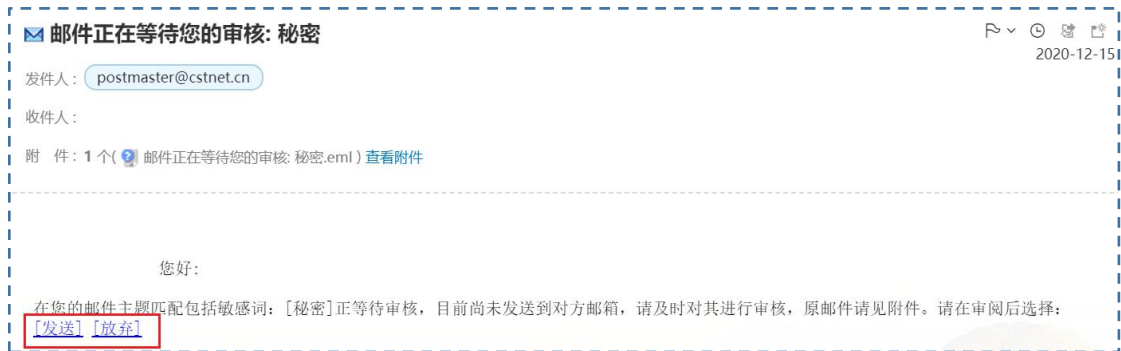 邮件正在等待您的审核: 秘密
2020-12-15
发件人: postmaster@cstnet.cn
收件人:
附 件: 1 个( 邮件正在等待您的审核: 秘密.eml ) 查看附件
您好:
在您的邮件主题匹配包括敏感词: [秘密]正等待审核, 目前尚未发送到对方邮箱, 请及时对其进行审核, 原邮件请见附件。请在审阅后选择:
[发送] [放弃]